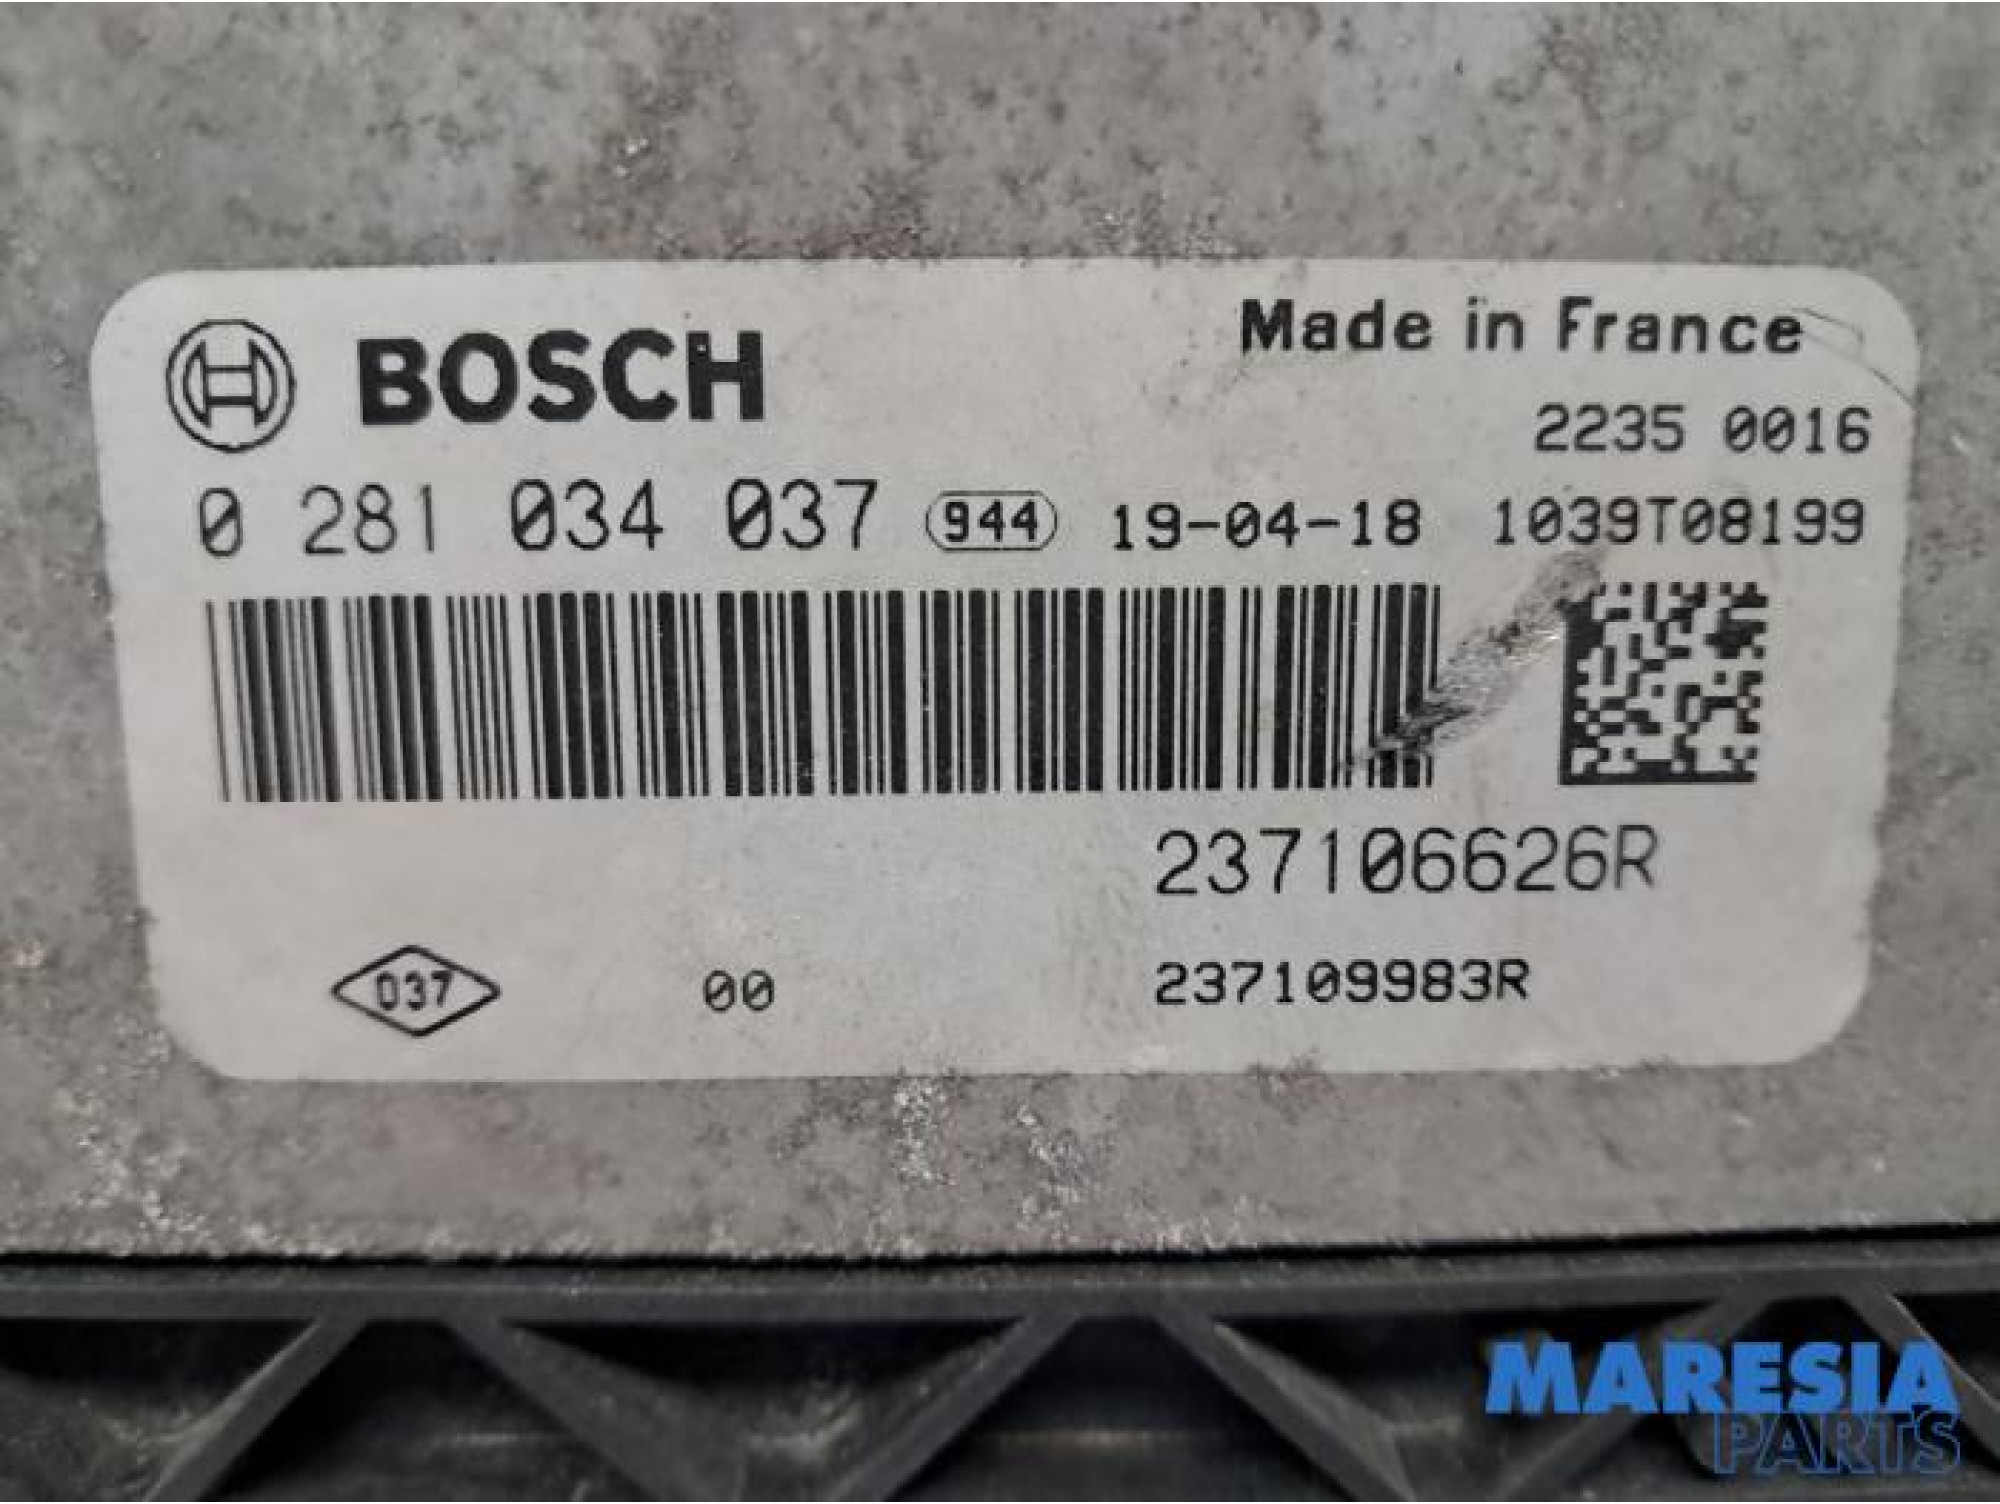 BOSCH
Made in France
2235 0016
0 281 034 037 944 19-04-18 1039T08199
237106626R
037 00 237109983R
MARESIA
PARTS